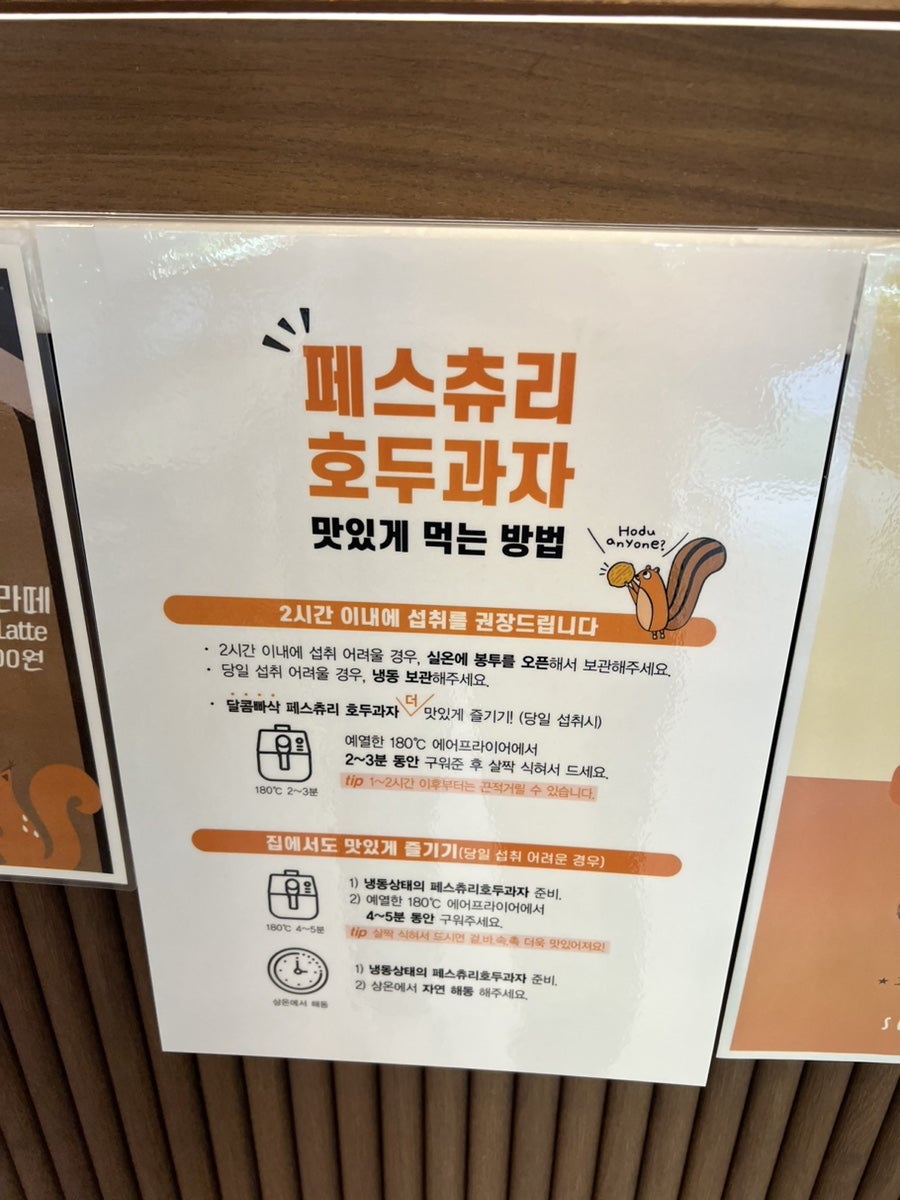 페스츄리
호두과자
맛있게 먹는 방법
Hodu
anyone?
2시간 이내에 섭취를 권장드립니다
· 2시간 이내에 섭취 어려울 경우, 실온에 봉투를 오픈해서 보관해주세요.
· 당일 섭취 어려울 경우, 냉동 보관해주세요.
· 달콤빠삭 페스츄리 호두과자 더 맛있게 즐기기! (당일 섭취시)
예열한 180℃ 에어프라이어에서
2~3분 동안 구워준 후 살짝 식혀서 드세요.
180℃ 2~3분
tip 1~2시간 이후부터는 끈적거릴 수 있습니다.
집에서도 맛있게 즐기기(당일 섭취 어려운 경우)
1) 냉동상태의 페스츄리호두과자 준비.
2) 예열한 180℃ 에어프라이어에서
4~5분 동안 구워주세요.
180℃ 4~5분
tip 살짝 식혀서 드시면 겉.바.속.촉 더욱 맛있어져요!
1) 냉동상태의 페스츄리호두과자 준비.
2) 상온에서 자연 해동 해주세요.
상온에서 해동
라떼
Latte
00원